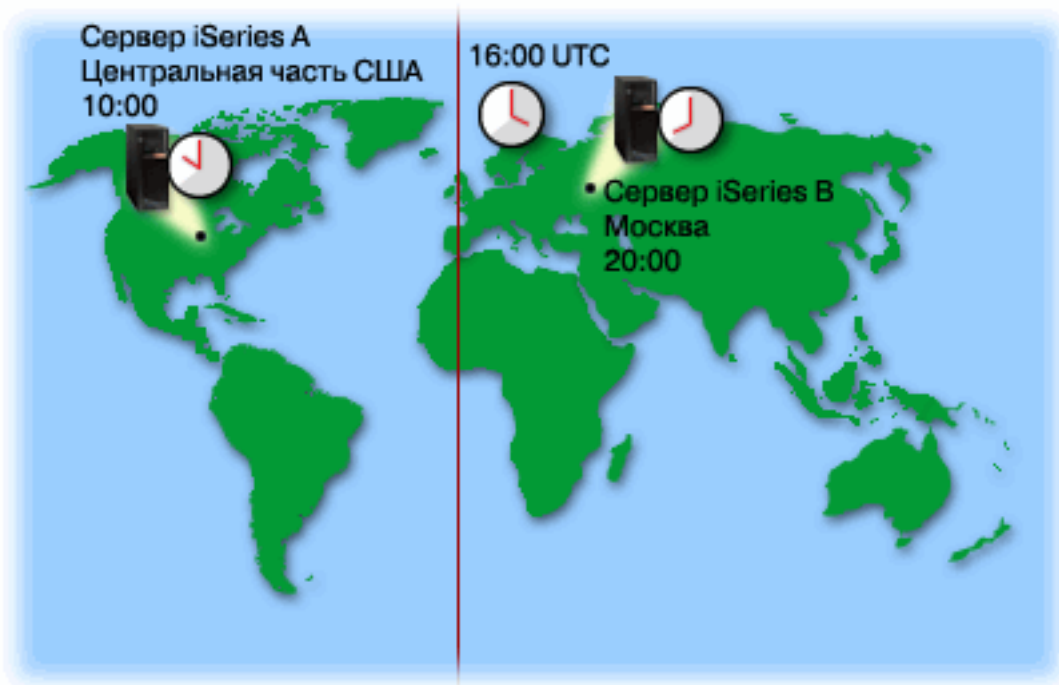 Сервер iSeries A
Центральная часть США
10:00
16:00 UTC
Сервер iSeries B
Москва
20:00